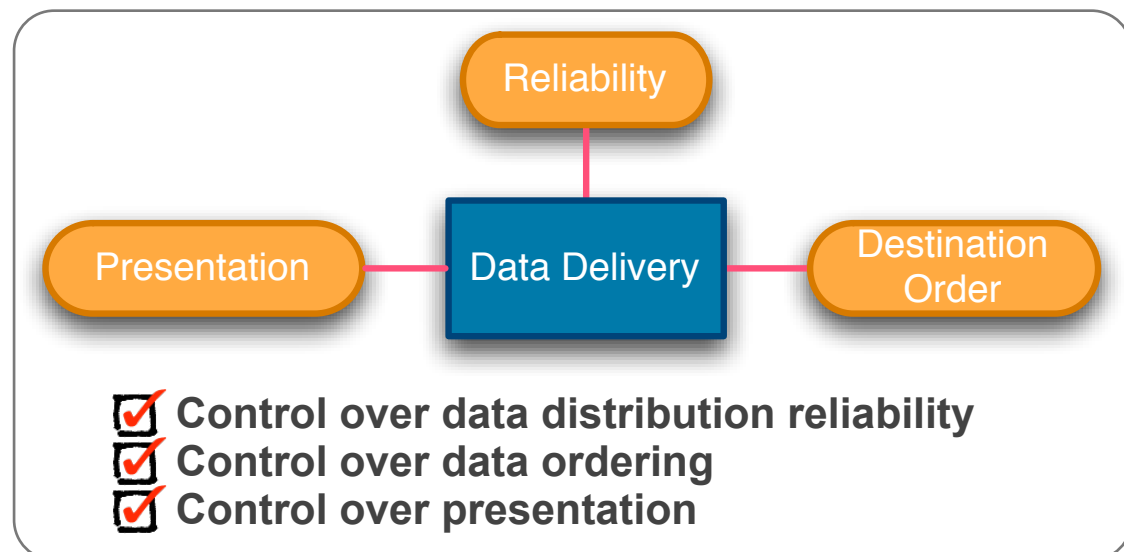 Reliability
Presentation
Data Delivery
Destination
Order
Control over data distribution reliability
Control over data ordering
Control over presentation